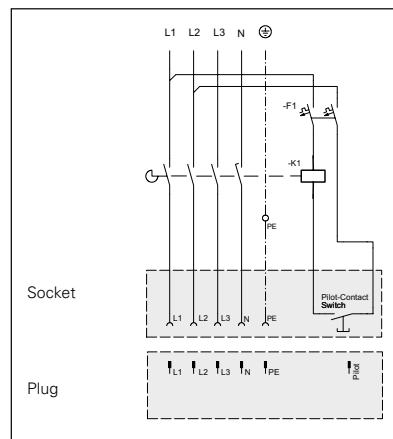 L1 L2 L3 N
-F1
-K1
PE
Socket
Pilot-Contact
Switch
L1 L2 L3 N PE
L1 L2 L3 N PE Pilot
Plug